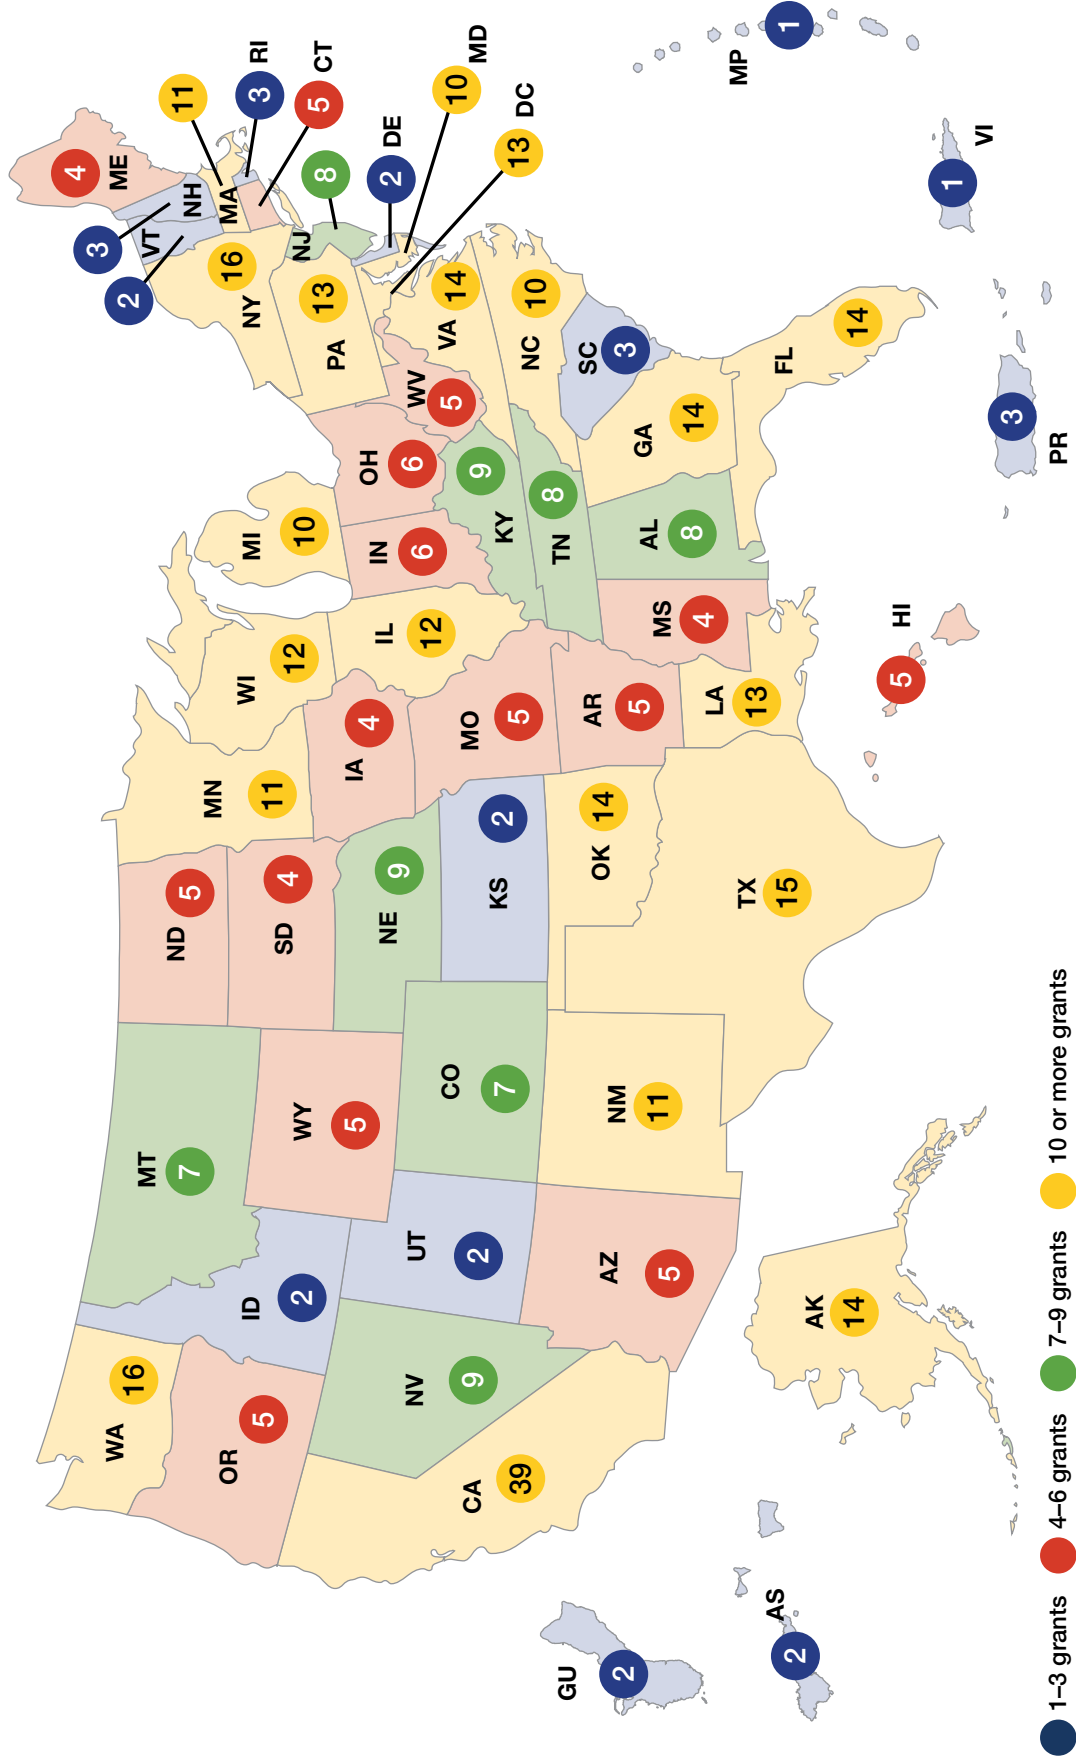 WA
16
OR
5
CA
39
NV
9
ID
2
MT
7
WY
5
UT
2
AZ
5
CO
7
NM
11
ND
5
SD
4
NE
9
KS
2
OK
14
TX
15
MN
11
IA
4
MO
5
AR
5
LA
13
WI
12
IL
12
MI
10
IN
6
OH
6
KY
9
TN
8
MS
4
AL
8
GA
14
FL
14
SC
3
NC
10
VA
14
WV
5
PA
13
NY
16
VT
2
NH
3
ME
4
MA
11
RI
3
CT
5
NJ
8
DE
2
MD
10
DC
13
AK
14
HI
5
GU
2
AS
2
PR
3
VI
1
MP
1
1–3 grants
4–6 grants
7–9 grants
10 or more grants